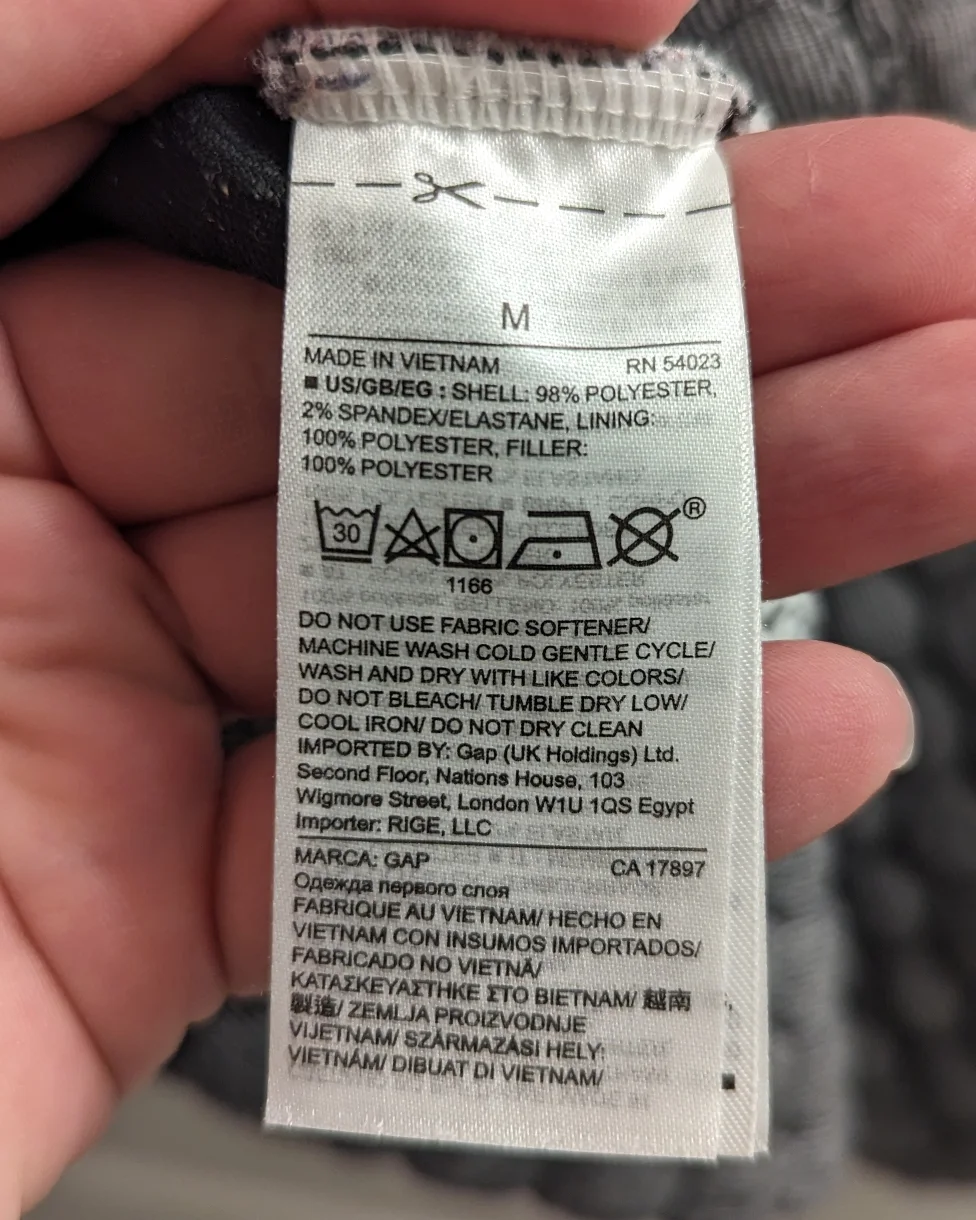 M
MADE IN VIETNAM RN 54023
■ US/GB/EG : SHELL: 98% POLYESTER,
2% SPANDEX/ELASTANE, LINING:
100% POLYESTER, FILLER:
100% POLYESTER
30 ®
1166
DO NOT USE FABRIC SOFTENER/
MACHINE WASH COLD GENTLE CYCLE/
WASH AND DRY WITH LIKE COLORS/
DO NOT BLEACH/ TUMBLE DRY LOW/
COOL IRON/ DO NOT DRY CLEAN
IMPORTED BY: Gap (UK Holdings) Ltd.
Second Floor, Nations House, 103
Wigmore Street, London W1U 1QS Egypt
Importer: RIGE, LLC
MARCA: GAP CA 17897
Одежда первого слоя
FABRIQUE AU VIETNAM/ HECHO EN
VIETNAM CON INSUMOS IMPORTADOS/
FABRICADO NO VIETNÃ/
ΚΑΤΑΣΚΕΥΑΣΤΗΚΕ ΣΤΟ ΒΙΕΤΝΑΜ/ 越南
製造/ ZEMLJA PROIZVODNJE
VIJETNAM/ SZÁRMAZÁSI HELY:
VIETNÁM/ DIBUAT DI VIETNAM/